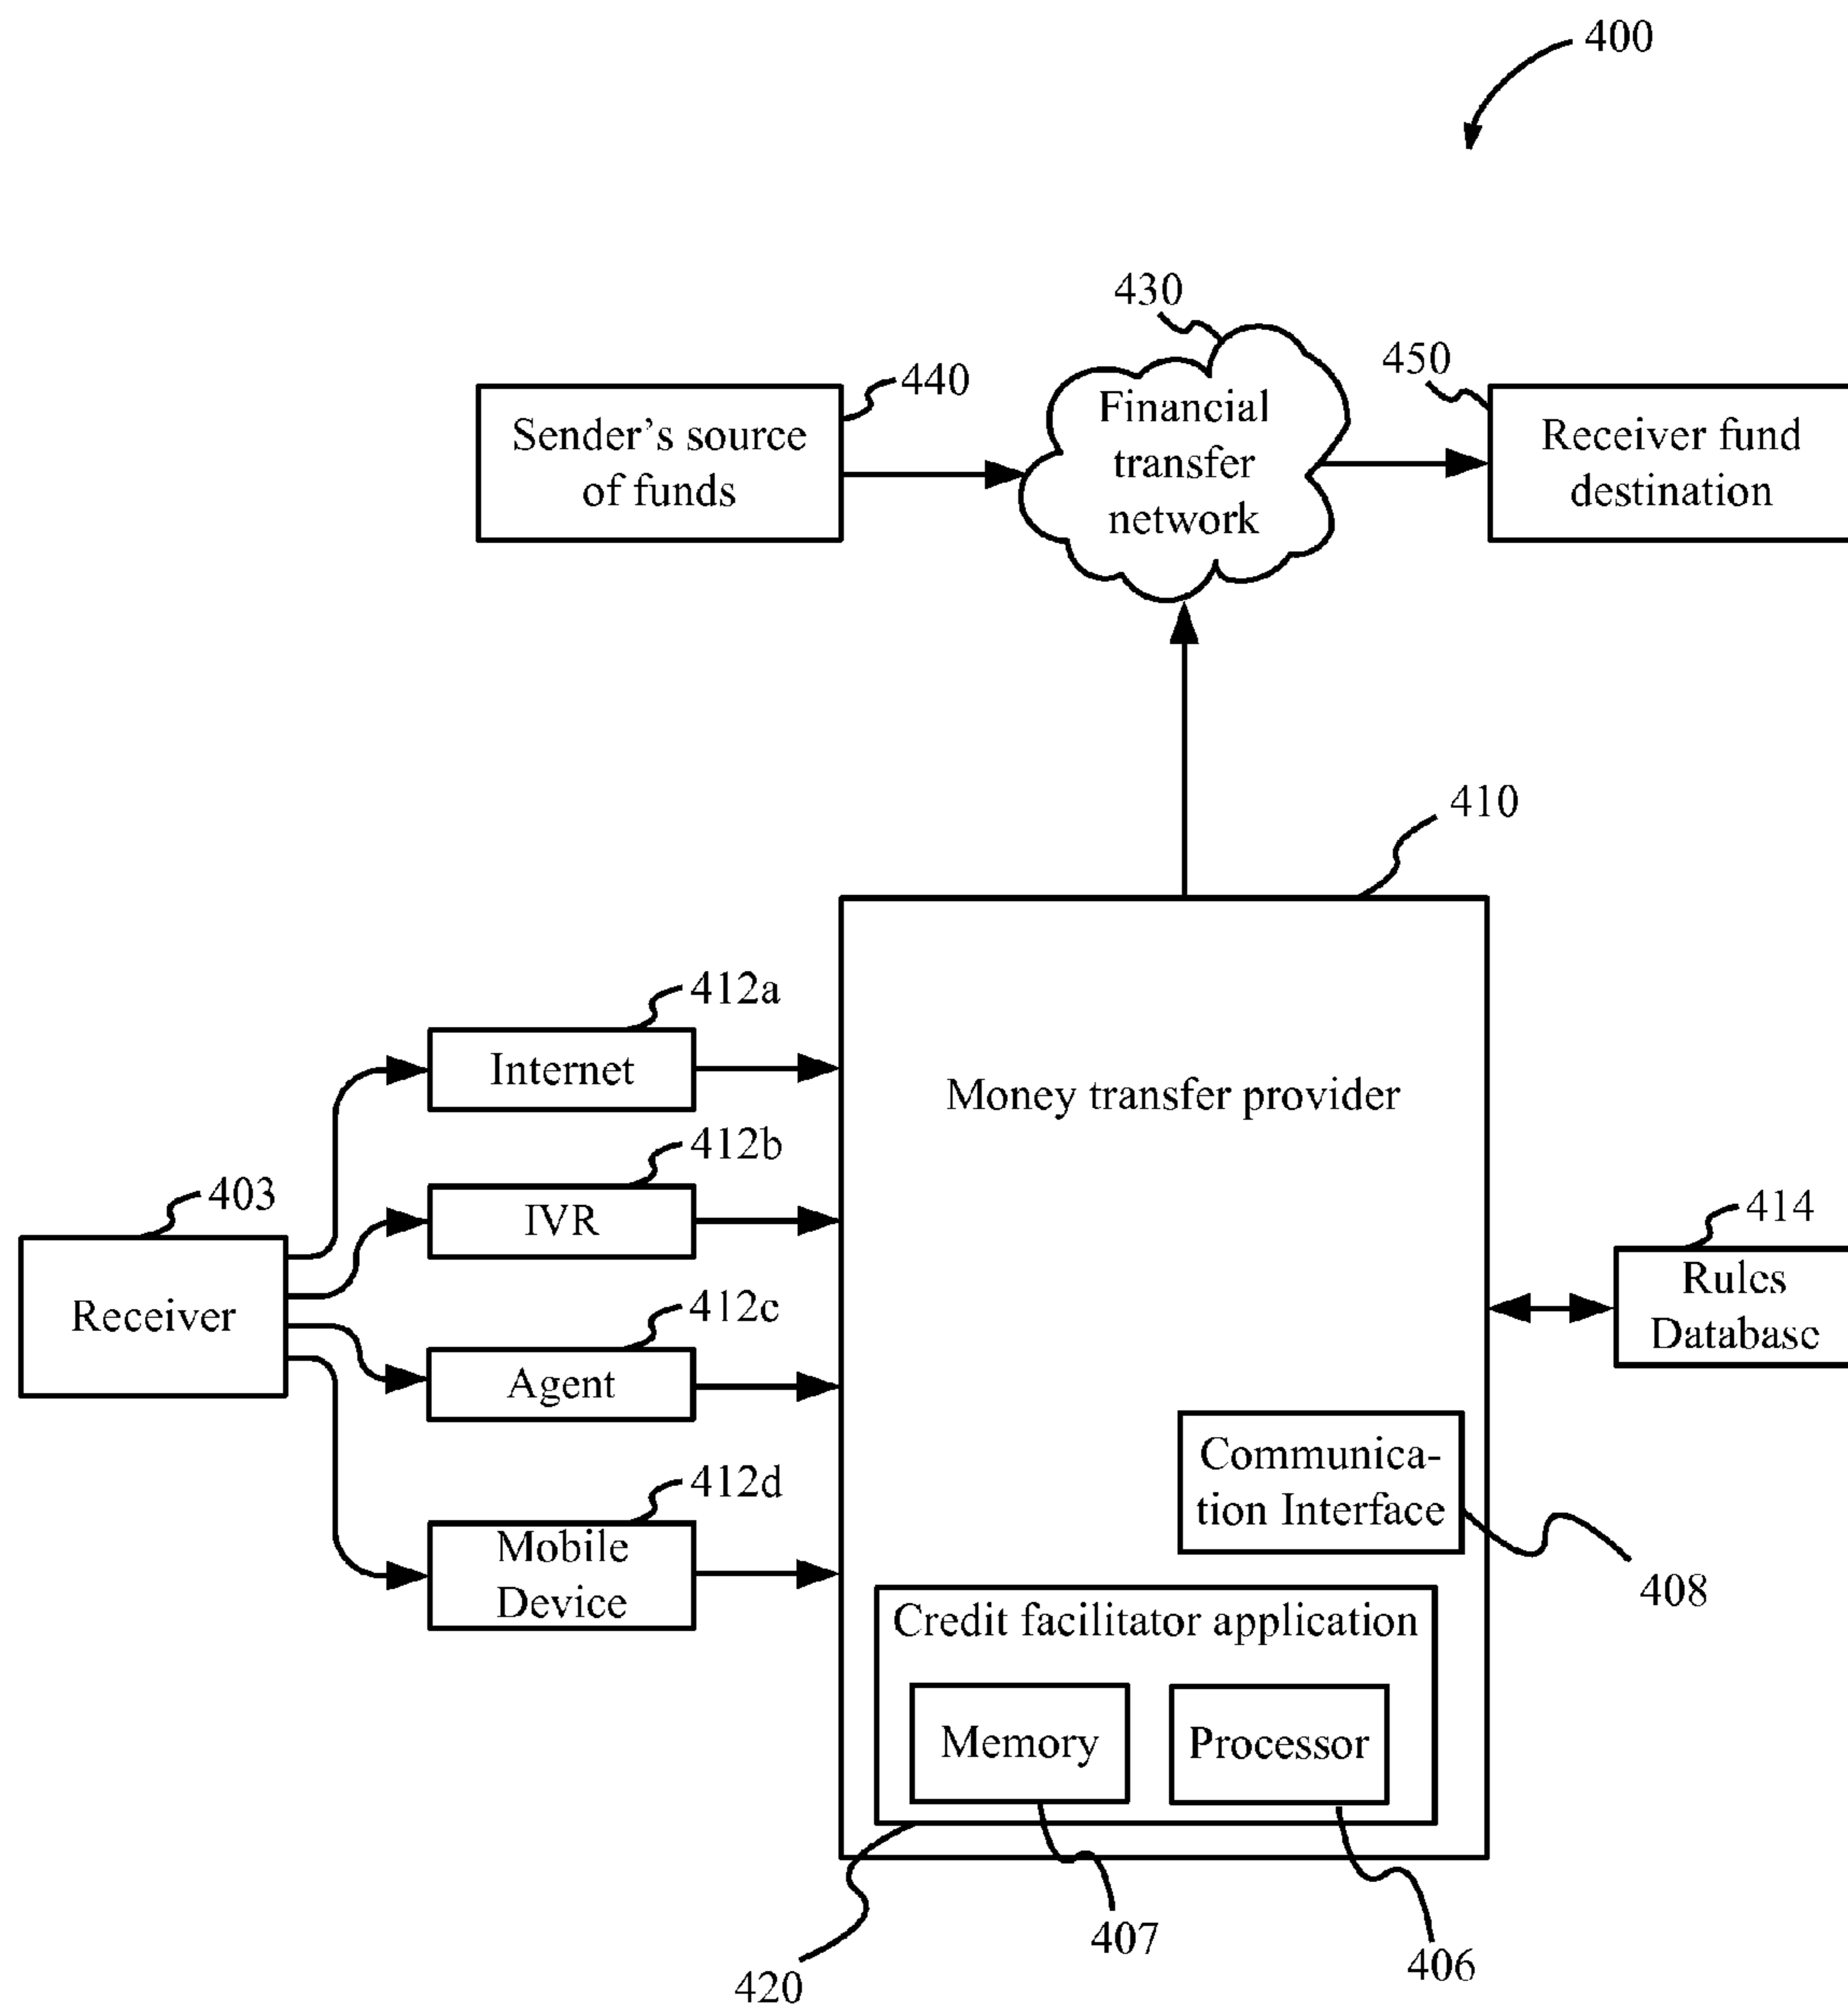 400
430
440
450
Sender's source
of funds
Financial
transfer
network
Receiver fund
destination
410
412a
Internet
Money transfer provider
412b
IVR
403
Receiver
414
Rules
Database
412c
Agent
412d
Mobile
Device
Communica-
tion Interface
408
Credit facilitator application
Memory
Processor
407
406
420